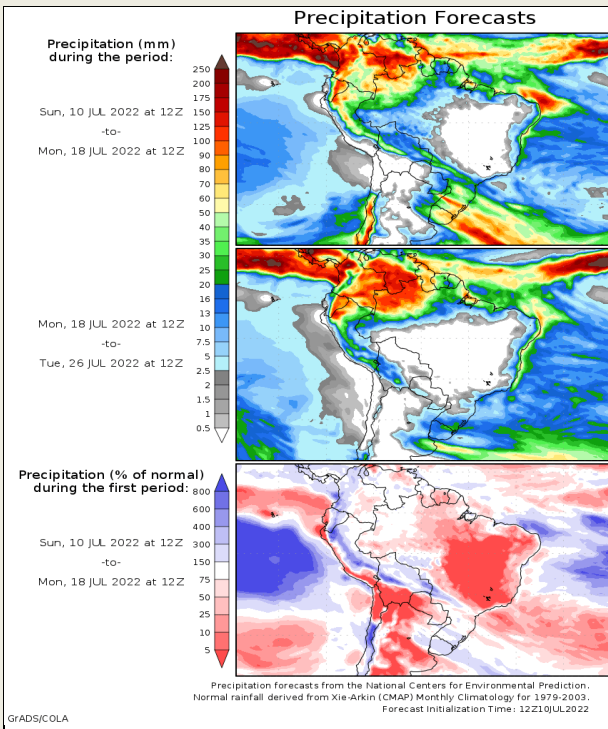 Precipitation Forecasts
Precipitation (mm)
during the period:
250
200
175
150
125
100
90
80
70
60
50
40
35
30
25
20
16
13
10
7.5
5
2.5
2
1.5
1
0.5
Sun, 10 JUL 2022 at 12Z
-to-
Mon, 18 JUL 2022 at 12Z
Mon, 18 JUL 2022 at 12Z
-to-
Tue, 26 JUL 2022 at 12Z
Precipitation (% of normal)
during the first period:
800
600
400
300
150
75
50
25
10
5
Sun, 10 JUL 2022 at 12Z
-to-
Mon, 18 JUL 2022 at 12Z
Precipitation forecasts from the National Centers for Environmental Prediction.
Normal rainfall derived from Xie-Arkin (CMAP) Monthly Climatology for 1979-2003.
Forecast Initialization Time: 12Z10JUL2022
GrADS/COLA